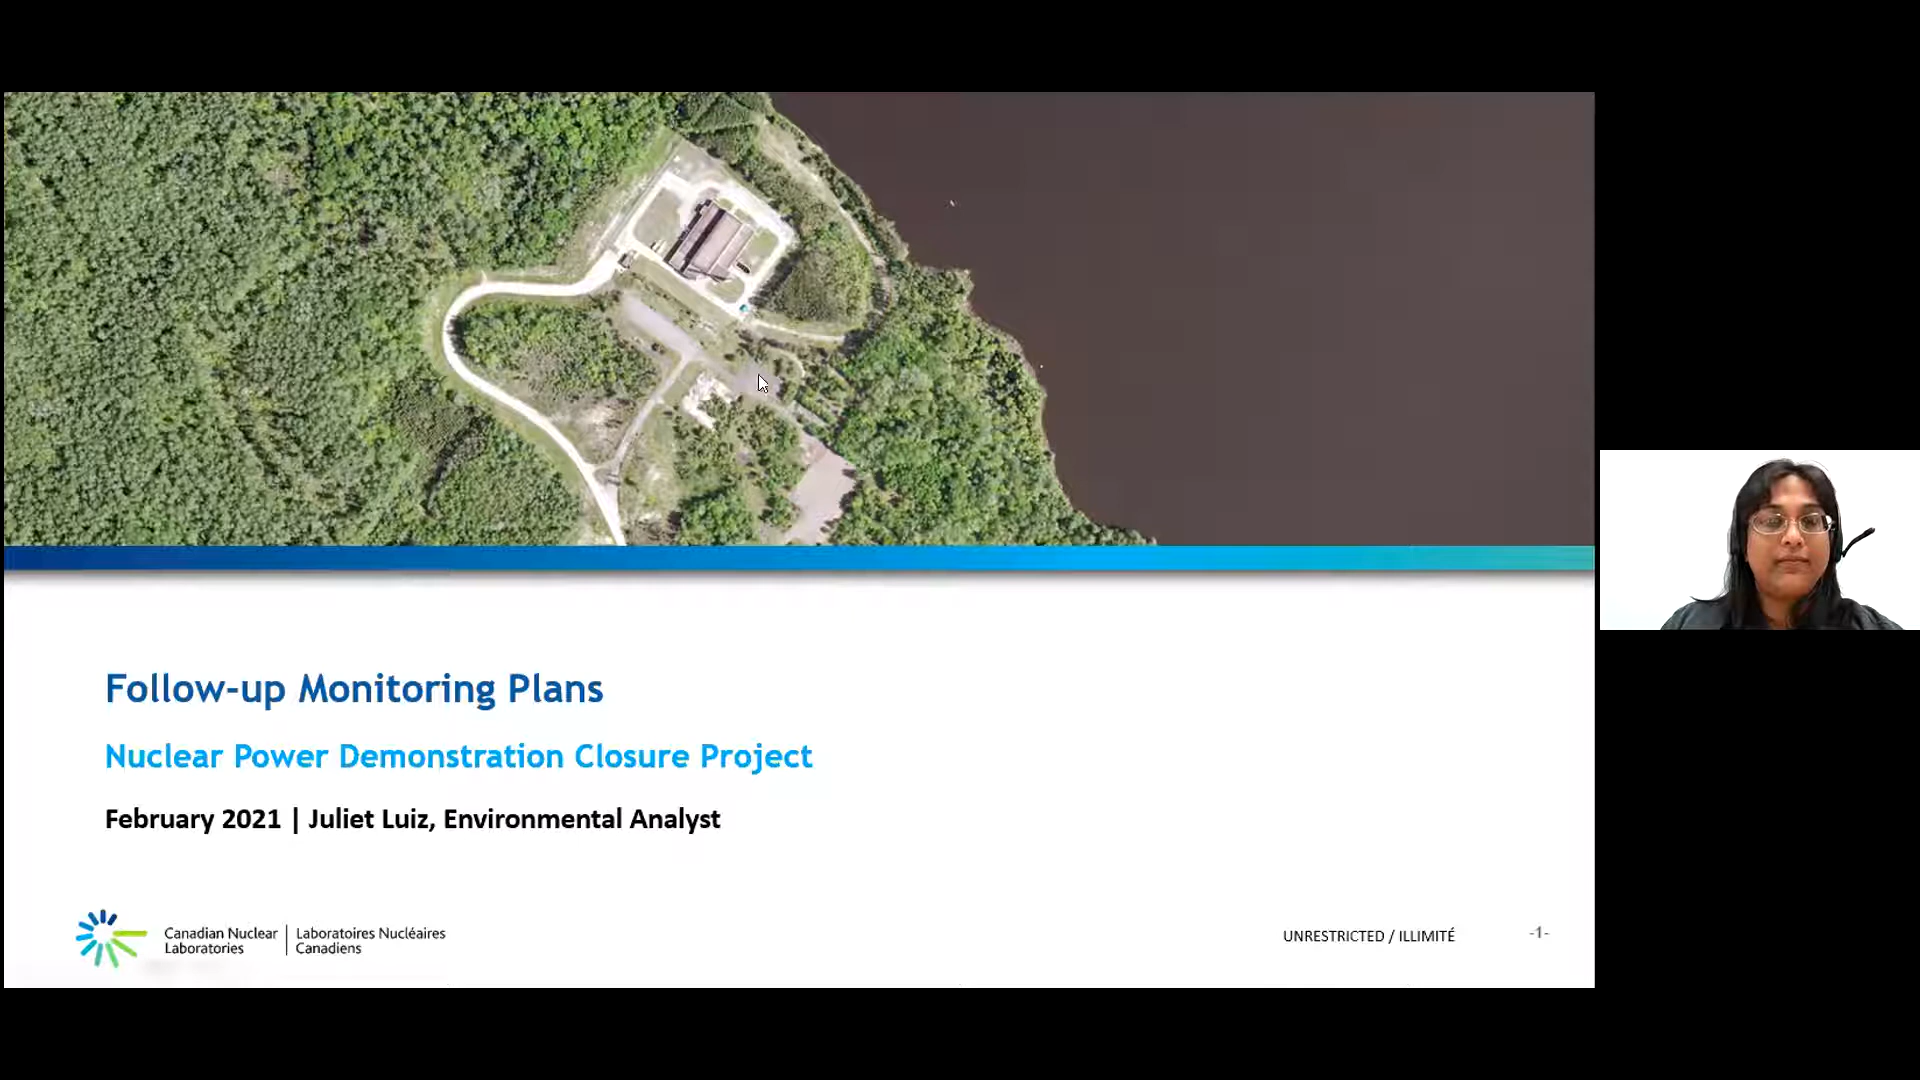 Follow-up Monitoring Plans
Nuclear Power Demonstration Closure Project
February 2021 | Juliet Luiz, Environmental Analyst
Canadian Nuclear
Laboratories
Laboratoires Nucléaires
Canadiens
UNRESTRICTED / ILLIMITÉ
-1-